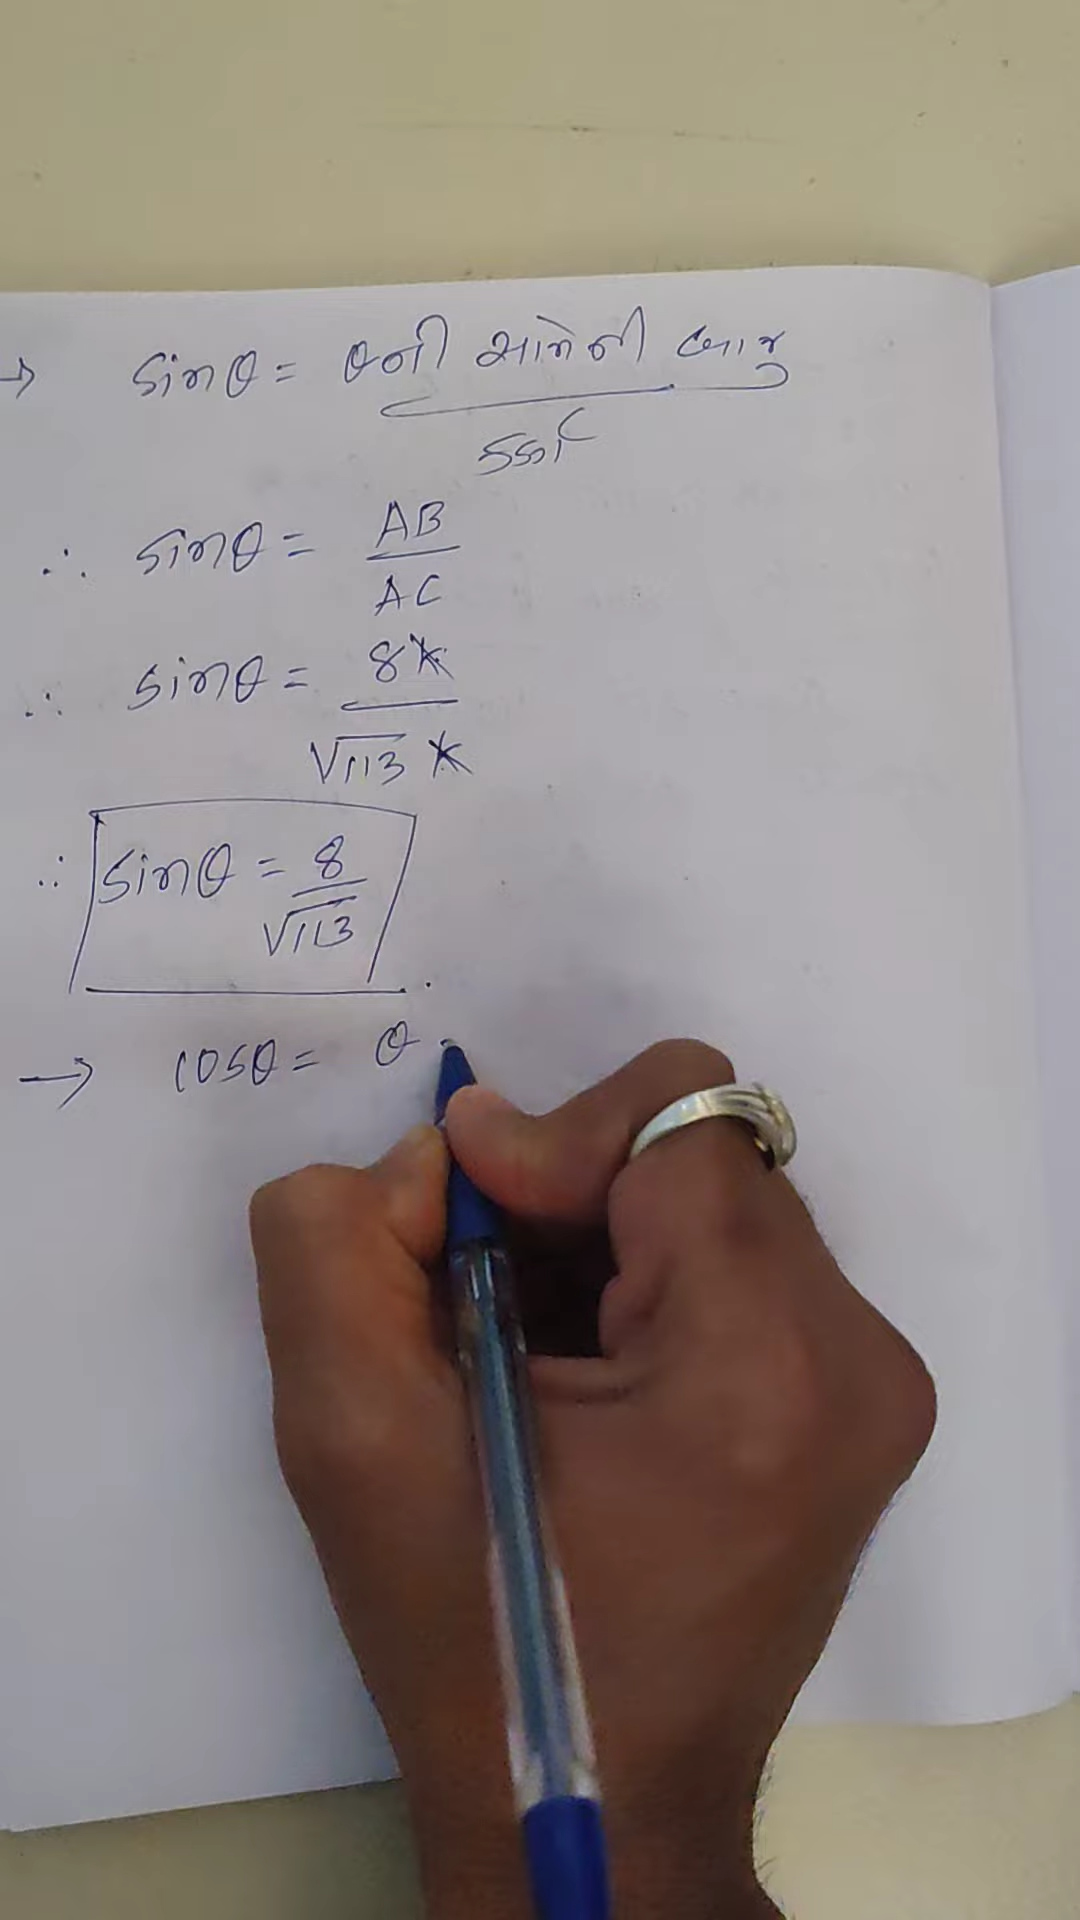 → sinθ = θની સામેની બાજુ
કર્ણ
∴ sinθ = AB
AC
∴ sinθ = 8k
√113 k
∴ sinθ = 8
√113
→ cosθ = θ